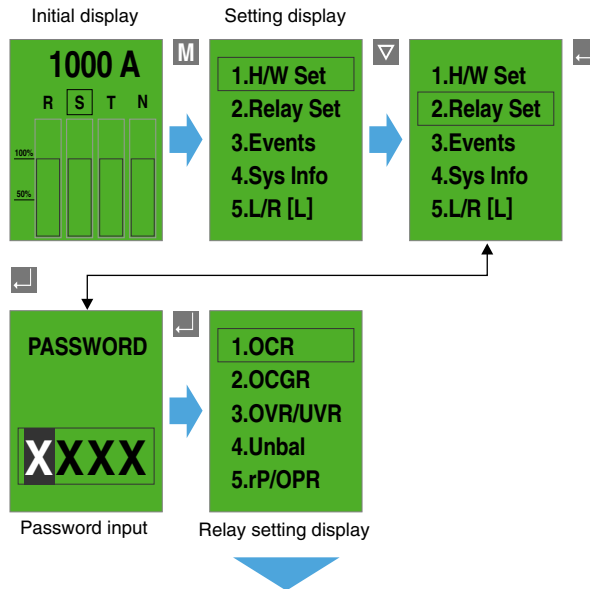 Initial display
Setting display
1000 A
R S T N
100%
50%
M
1.H/W Set
2.Relay Set
3.Events
4.Sys Info
5.L/R [L]
1.H/W Set
2.Relay Set
3.Events
4.Sys Info
5.L/R [L]
PASSWORD
XXXX
Password input
1.OCR
2.OCGR
3.OVR/UVR
4.Unbal
5.rP/OPR
Relay setting display